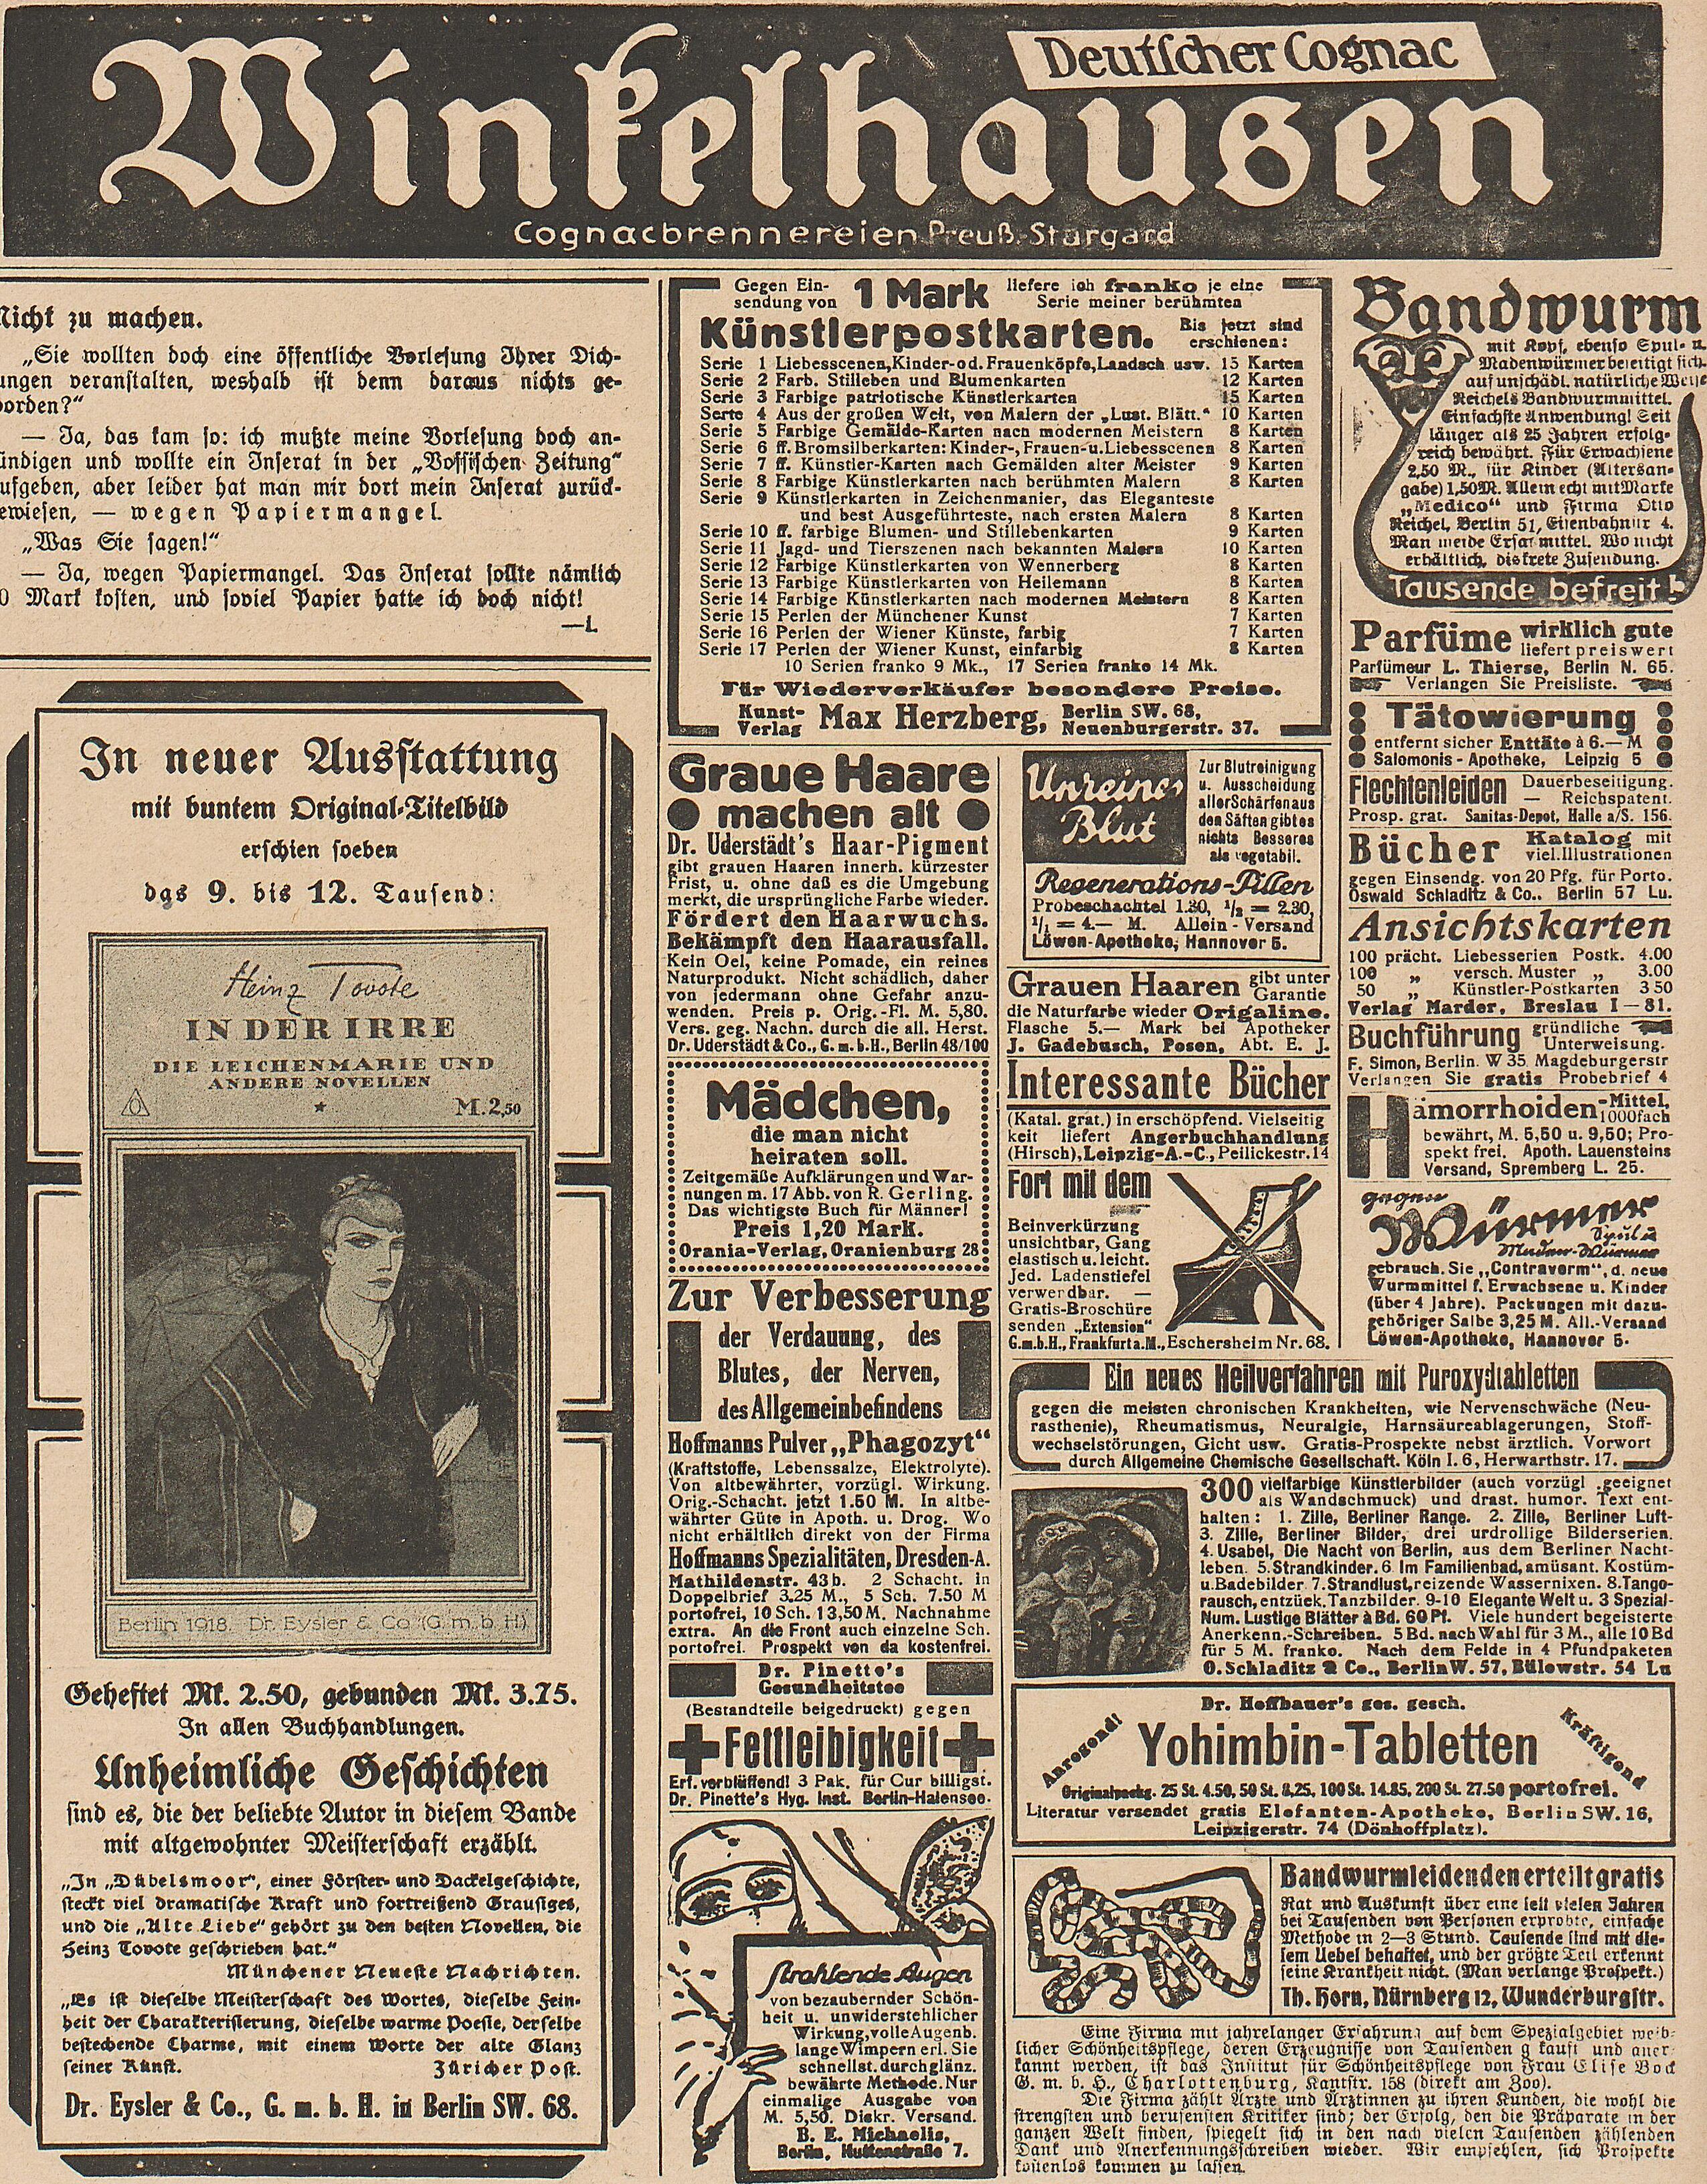 Deutscher Cognac
Winkelhausen
Cognacbrennereien Preuß.-Stargard
Nicht zu machen.
„Sie wollten doch eine öffentliche Vorlesung Ihrer Dich-
ungen veranstalten, weshalb ist denn daraus nichts ge-
orden?“
— Ja, das kam so: ich mußte meine Vorlesung doch an-
ündigen und wollte ein Inserat in der „Vossischen Zeitung“
ufgeben, aber leider hat man mir dort mein Inserat zurück-
ewiesen, — wegen Papiermangel.
„Was Sie sagen!“
— Ja, wegen Papiermangel. Das Inserat sollte nämlich
0 Mark kosten, und soviel Papier hatte ich doch nicht!
—L
In neuer Ausstattung
mit buntem Original-Titelbild
erschien soeben
das 9. bis 12. Tausend:
Heinz Tovote
IN DER IRRE
DIE LEICHENMARIE UND
ANDERE NOVELLEN
M.2,50
Berlin 1918. Dr. Eysler & Co (G. m. b. H)
Geheftet Mk. 2.50, gebunden Mk. 3.75.
In allen Buchhandlungen.
Unheimliche Geschichten
sind es, die der beliebte Autor in diesem Bande
mit altgewohnter Meisterschaft erzählt.
„In „Dübelsmoor“, einer Förster- und Dackelgeschichte,
steckt viel dramatische Kraft und fortreißend Grausiges,
und die „Alte Liebe“ gehört zu den besten Novellen, die
Heinz Tovote geschrieben hat.“
Münchener Neueste Nachrichten.
„Es ist dieselbe Meisterschaft des Wortes, dieselbe Fein-
heit der Charakterisierung, dieselbe warme Poesie, derselbe
bestechende Charme, mit einem Worte der alte Glanz
seiner Kunst. Züricher Post.
Dr. Eysler & Co., G. m. b. H. in Berlin SW. 68.
Gegen Ein-
sendung von 1 Mark liefere ich franko je eine
Serie meiner berühmten
Künstlerpostkarten. Bis jetzt sind
erschienen:
Serie 1 Liebesscenen,Kinder-od. Frauenköpfe,Landsch usw. 15 Karten
Serie 2 Farb. Stilleben und Blumenkarten 12 Karten
Serie 3 Farbige patriotische Künstlerkarten 15 Karten
Serie 4 Aus der großen Welt, von Malern der „Lust. Blätt.“ 10 Karten
Serie 5 Farbige Gemälde-Karten nach modernen Meistern 8 Karten
Serie 6 ff. Bromsilberkarten: Kinder-, Frauen-u.Liebesscenen 8 Karten
Serie 7 ff. Künstler-Karten nach Gemälden alter Meister 9 Karten
Serie 8 Farbige Künstlerkarten nach berühmten Malern 8 Karten
Serie 9 Künstlerkarten in Zeichenmanier, das Eleganteste
und best Ausgeführteste, nach ersten Malern 8 Karten
Serie 10 ff. farbige Blumen- und Stillebenkarten 9 Karten
Serie 11 Jagd- und Tierszenen nach bekannten Malern 10 Karten
Serie 12 Farbige Künstlerkarten von Wennerberg 8 Karten
Serie 13 Farbige Künstlerkarten von Heilemann 8 Karten
Serie 14 Farbige Künstlerkarten nach modernen Meistern 8 Karten
Serie 15 Perlen der Münchener Kunst 7 Karten
Serie 16 Perlen der Wiener Künste, farbig 7 Karten
Serie 17 Perlen der Wiener Kunst, einfarbig 8 Karten
10 Serien franko 9 Mk., 17 Serien franko 14 Mk.
Für Wiederverkäufer besondere Preise.
Kunst-
Verlag Max Herzberg, Berlin SW. 68,
Neuenburgerstr. 37.
Graue Haare
machen alt
Dr. Uderstädt's Haar-Pigment
gibt grauen Haaren innerh. kürzester
Frist, u. ohne daß es die Umgebung
merkt, die ursprüngliche Farbe wieder.
Fördert den Haarwuchs.
Bekämpft den Haarausfall.
Kein Oel, keine Pomade, ein reines
Naturprodukt. Nicht schädlich, daher
von jedermann ohne Gefahr anzu-
wenden. Preis p. Orig.-Fl. M. 5,80.
Vers. geg. Nachn. durch die all. Herst.
Dr. Uderstädt & Co., G. m. b. H., Berlin 48/100
Mädchen,
die man nicht
heiraten soll.
Zeitgemäße Aufklärungen und War-
nungen m. 17 Abb. von R. Gerling.
Das wichtigste Buch für Männer!
Preis 1,20 Mark.
Orania-Verlag, Oranienburg 28
Zur Verbesserung
der Verdauung, des
Blutes, der Nerven,
des Allgemeinbefindens
Hoffmanns Pulver „Phagozyt“
(Kraftstoffe, Lebenssalze, Elektrolyte).
Von altbewährter, vorzügl. Wirkung.
Orig.-Schacht. jetzt 1.50 M. In altbe-
währter Güte in Apoth. u. Drog. Wo
nicht erhältlich direkt von der Firma
Hoffmanns Spezialitäten, Dresden-A.
Mathildenstr. 43b. 2 Schacht. in
Doppelbrief 3.25 M., 5 Sch. 7.50 M
portofrei, 10 Sch. 13,50 M. Nachnahme
extra. An die Front auch einzelne Sch.
portofrei. Prospekt von da kostenfrei.
Dr. Pinette's
Gesundheitstee
(Bestandteile beigedruckt) gegen
Fettleibigkeit
Erf. verblüffend! 3 Pak. für Cur billigst.
Dr. Pinette's Hyg. Inst. Berlin-Halensee.
Strahlende Augen
von bezaubernder Schön-
heit u. unwiderstehlicher
Wirkung, volle Augenb.
lange Wimpern erl. Sie
schnellst. durch glänz.
bewährte Methode. Nur
einmalige Ausgabe von
M. 5,50. Diskr. Versand.
B. E. Michaelis,
Berlin, Huttenstraße 7.
Unreines
Blut
Zur Blutreinigung
u. Ausscheidung
aller Schärfen aus
den Säften gibt es
nichts Besseres
als vegetabil.
Regenerations-Pillen
Probeschachtel 1.30, 1/2 = 2.30,
1/1 = 4.— M. Allein-Versand
Löwen-Apotheke, Hannover 5.
Grauen Haaren gibt unter
Garantie
die Naturfarbe wieder Origaline.
Flasche 5.— Mark bei Apotheker
J. Gadebusch, Posen, Abt. E. J.
Interessante Bücher
(Katal. grat.) in erschöpfend. Vielseitig
keit liefert Angerbuchhandlung
(Hirsch), Leipzig-A.-C., Peilickestr. 14
Fort mit dem
Beinverkürzung
unsichtbar, Gang
elastisch u. leicht.
Jed. Ladenstiefel
verwerdbar. —
Gratis-Broschüre
senden „Extension“
G.m.b.H., Frankfurt a.M., Eschersheim Nr. 68.
Bandwurm
mit Kopf, ebenso Spul- u.
Madenwürmer beseitigt sich.
auf unschädl. natürliche Weise
Reichels Bandwurmmittel.
Einfachste Anwendung! Seit
länger als 25 Jahren erfolg-
reich bewährt. Für Erwachsene
2,50 M., für Kinder (Altersan-
gabe) 1,50 M. Allein echt mit Marke
„Medico“ und Firma Otto
Reichel, Berlin 51, Eisenbahnstr 4.
Man meide Ersatzmittel. Wo nicht
erhältlich, diskrete Zusendung.
Tausende befreit!
Parfüme wirklich gute
liefert preiswert
Parfümeur L. Thierse, Berlin N. 65.
Verlangen Sie Preisliste.
Tätowierung
entfernt sicher Enttäto à 6.— M
Salomonis-Apotheke, Leipzig 5
Flechtenleiden Dauerbeseitigung.
— Reichspatent.
Prosp. grat. Sanitas-Depot, Halle a/S. 156.
Bücher Katalog mit
viel. Illustrationen
gegen Einsendg. von 20 Pfg. für Porto.
Oswald Schladitz & Co.. Berlin 57 Lu.
Ansichtskarten
100 prächt. Liebesserien Postk. 4.00
100 „ versch. Muster „ 3.00
50 „ Künstler-Postkarten 3 50
Verlag Marder, Breslau I — 81.
Buchführung gründliche
Unterweisung.
F. Simon, Berlin. W 35 Magdeburgerstr
Verlangen Sie gratis Probebrief 4
Hämorrhoiden-Mittel,
1000fach
bewährt, M. 5,50 u. 9,50; Pro-
spekt frei. Apoth. Lauensteins
Versand, Spremberg L. 25.
gegen
Würmer
Spul u
Maden-Würmer
gebrauch. Sie „Contraverm“, d. neue
Wurmmittel f. Erwachsene u. Kinder
(über 4 Jahre). Packungen mit dazu-
gehöriger Salbe 3,25 M. All.-Versand
Löwen-Apotheke, Hannover 5.
Ein neues Heilverfahren mit Puroxydtabletten
gegen die meisten chronischen Krankheiten, wie Nervenschwäche (Neu-
rasthenie), Rheumatismus, Neuralgie, Harnsäureablagerungen, Stoff-
wechselstörungen, Gicht usw. Gratis-Prospekte nebst ärztlich. Vorwort
durch Allgemeine Chemische Gesellschaft. Köln I. 6, Herwarthstr. 17.
300 vielfarbige Künstlerbilder (auch vorzügl .geeignet
als Wandschmuck) und drast. humor. Text ent-
halten: 1. Zille, Berliner Range. 2. Zille, Berliner Luft-
3. Zille, Berliner Bilder, drei urdrollige Bilderserien.
4. Usabel, Die Nacht von Berlin, aus dem Berliner Nacht-
leben. 5. Strandkinder. 6 Im Familienbad, amüsant. Kostüm-
u. Badebilder 7. Strandlust, reizende Wassernixen. 8. Tango-
rausch, entzück. Tanzbilder. 9-10 Elegante Welt u. 3 Spezial-
Num. Lustige Blätter à Bd. 60 Pf. Viele hundert begeisterte
Anerkenn.-Schreiben. 5 Bd. nach Wahl für 3 M., alle 10 Bd
für 5 M. franko. Nach dem Felde in 4 Pfundpaketen
O. Schladitz & Co., Berlin W. 57, Bülowstr. 54 Lu
Dr. Hoffbauer's ges. gesch.
Anregend!
Yohimbin-Tabletten
Kräftigend
Originalpackg. 25 St. 4.50, 50 St. 8,25, 100 St. 14.85, 200 St. 27.50 portofrei.
Literatur versendet gratis Elefanten-Apotheke, Berlin SW. 16,
Leipzigerstr. 74 (Dönhoffplatz).
Bandwurmleidenden erteilt gratis
Rat und Auskunft über eine seit vielen Jahren
bei Tausenden von Personen erprobte, einfache
Methode in 2—3 Stund. Tausende sind mit die-
sem Uebel behaftet, und der größte Teil erkennt
seine Krankheit nicht. (Man verlange Prospekt.)
Th. Horn, Nürnberg 12, Wunderburgstr.
Eine Firma mit jahrelanger Erfahrung auf dem Spezialgebiet weib-
licher Schönheitspflege, deren Erzeugnisse von Tausenden g kauft und aner-
kannt werden, ist das Institut für Schönheitspflege von Frau Elise Bock
G. m. b. H., Charlottenburg, Kantstr. 158 (direkt am Zoo).
Die Firma zählt Ärzte und Ärztinnen zu ihren Kunden, die wohl die
strengsten und berufensten Kritiker sind; der Erfolg, den die Präparate in der
ganzen Welt finden, spiegelt sich in den nach vielen Tausenden zählenden
Dank und Anerkennungsschreiben wieder. Wir empfehlen, sich Prospekte
kostenlos kommen zu lassen.